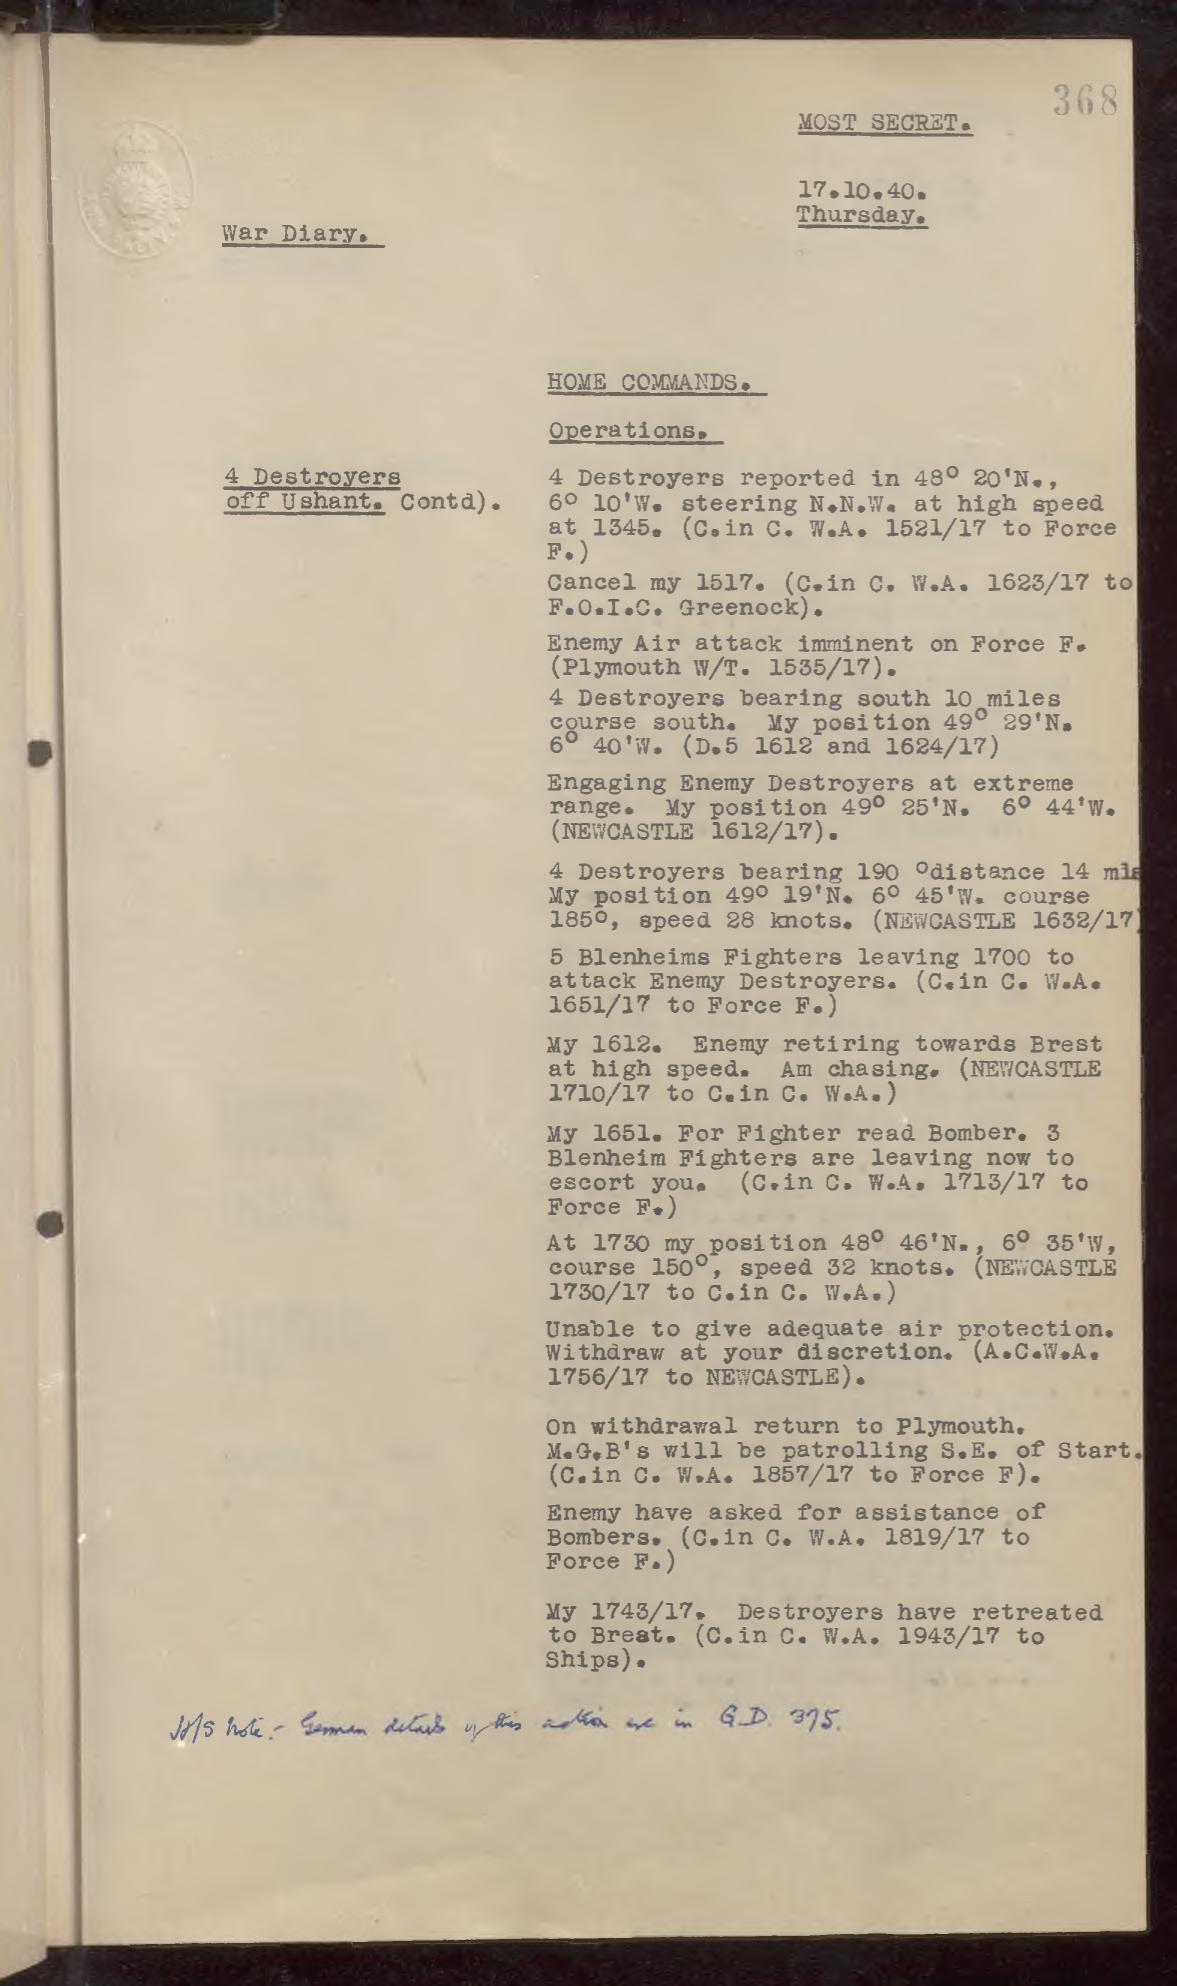 368
MOST SECRET.
17.10.40.
Thursday.
War Diary.
HOME COMMANDS.
Operations.
4 Destroyers
off Ushant. Contd).
4 Destroyers reported in 48° 20'N.,
6° 10'W. steering N.N.W. at high speed
at 1345. (C.in C. W.A. 1521/17 to Force
F.)
Cancel my 1517. (C.in C. W.A. 1623/17 to
F.O.I.C. Greenock).
Enemy Air attack imminent on Force F.
(Plymouth W/T. 1535/17).
4 Destroyers bearing south 10 miles
course south. My position 49° 29'N.
6° 40'W. (D.5 1612 and 1624/17)
Engaging Enemy Destroyers at extreme
range. My position 49° 25'N. 6° 44'W.
(NEWCASTLE 1612/17).
4 Destroyers bearing 190 °distance 14 mls
My position 49° 19'N. 6° 45'W. course
185°, speed 28 knots. (NEWCASTLE 1632/17)
5 Blenheims Fighters leaving 1700 to
attack Enemy Destroyers. (C.in C. W.A.
1651/17 to Force F.)
My 1612. Enemy retiring towards Brest
at high speed. Am chasing. (NEWCASTLE
1710/17 to C.in C. W.A.)
My 1651. For Fighter read Bomber. 3
Blenheim Fighters are leaving now to
escort you. (C.in C. W.A. 1713/17 to
Force F.)
At 1730 my position 48° 46'N., 6° 35'W,
course 150°, speed 32 knots. (NEWCASTLE
1730/17 to C.in C. W.A.)
Unable to give adequate air protection.
Withdraw at your discretion. (A.C.W.A.
1756/17 to NEWCASTLE).
On withdrawal return to Plymouth.
M.G.B's will be patrolling S.E. of Start.
(C.in C. W.A. 1857/17 to Force F).
Enemy have asked for assistance of
Bombers. (C.in C. W.A. 1819/17 to
Force F.)
My 1743/17. Destroyers have retreated
to Brest. (C.in C. W.A. 1943/17 to
Ships).
H/S Note:- German details of this action are in G.D. 375.